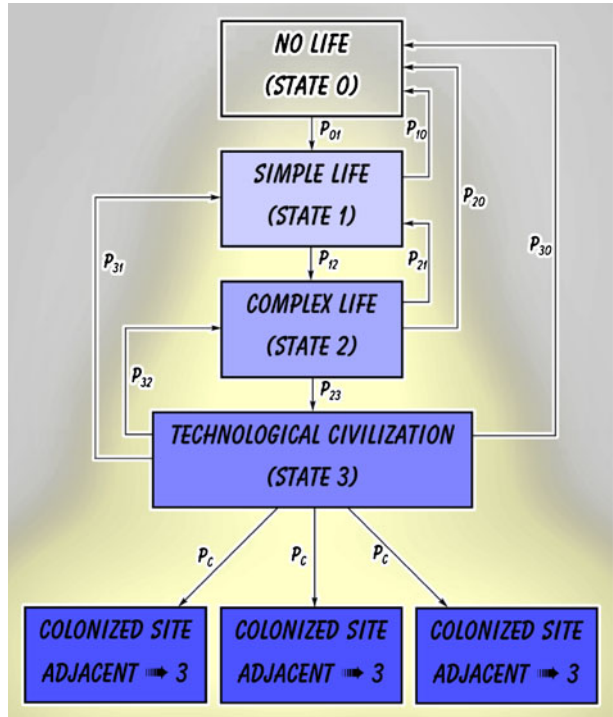 NO LIFE
(STATE 0)
P01
P10
SIMPLE LIFE
(STATE 1)
P20
P30
P31
P12
P21
COMPLEX LIFE
(STATE 2)
P32
P23
TECHNOLOGICAL CIVILIZATION
(STATE 3)
PC
PC
PC
COLONIZED SITE
ADJACENT ➠ 3
COLONIZED SITE
ADJACENT ➠ 3
COLONIZED SITE
ADJACENT ➠ 3